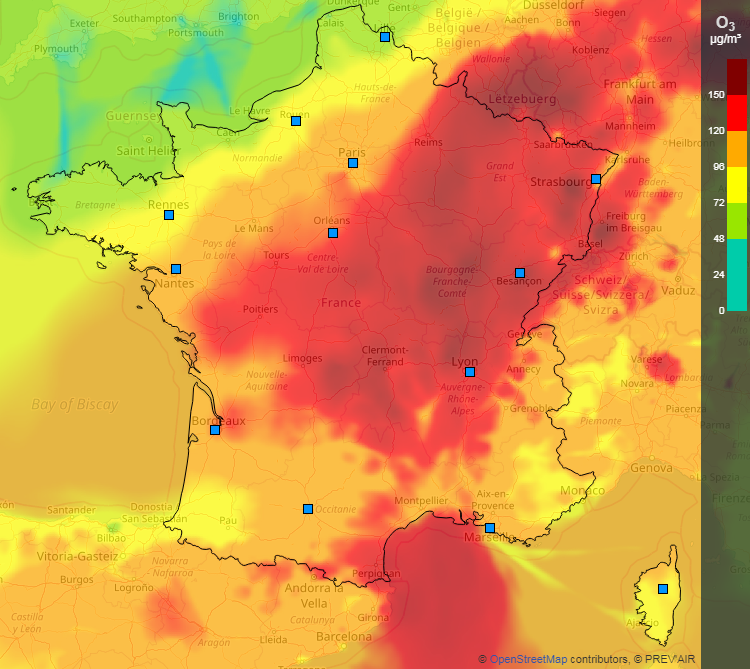 Dunkerque
Düsseldorf
Southampton
Brighton
Exeter
Calais
Gent
België /
Belgique /
Belgien
Aachen
Bonn
Siegen
Portsmouth
Plymouth
Koblenz
Hessen
Wallonie
Frankfurt am
Main
Hauts-de-
France
Lëtzebuerg
Guernsey
Le Havre
Rouen
Mannheim
Caen
Saint Helier
Reims
Saarbrücken
Heilbronn
Paris
Normandie
Karlsruhe
Grand
Est
Strasbourg
Baden-
Württemberg
Bretagne
Rennes
Orléans
Freiburg
im Breisgau
Le Mans
Pays de
la Loire
Tours
Centre-
Val de Loire
Basel
Zürich
Bourgogne-
Franche-
Comté
Besançon
Nantes
Schweiz/
Suisse/Svizzera/
Svizra
Vaduz
France
Poitiers
Genève
Limoges
Clermont-
Ferrand
Lyon
Annecy
Varese
Lombardia
Nouvelle-
Aquitaine
Auvergne-
Rhône-
Alpes
Novara
Bay of Biscay
Grenoble
Piacenza
Bordeaux
Piemonte
Parma
Genova
La Spezia
Montpellier
Aix-en-
Provence
Monaco
Firenze
Santander
Donostia
San Sebastián
Occitanie
Pau
Bilbao
Marseille
Vitoria-Gasteiz
Navarra
Nafarroa
Perpignan
Burgos
Logroño
Andorra la
Vella
Castilla
y León
Catalunya
Girona
Ajaccio
Aragón
Lleida
Barcelona
O₃
µg/m³
150
120
96
72
48
24
0
© OpenStreetMap contributors, © PREV'AIR